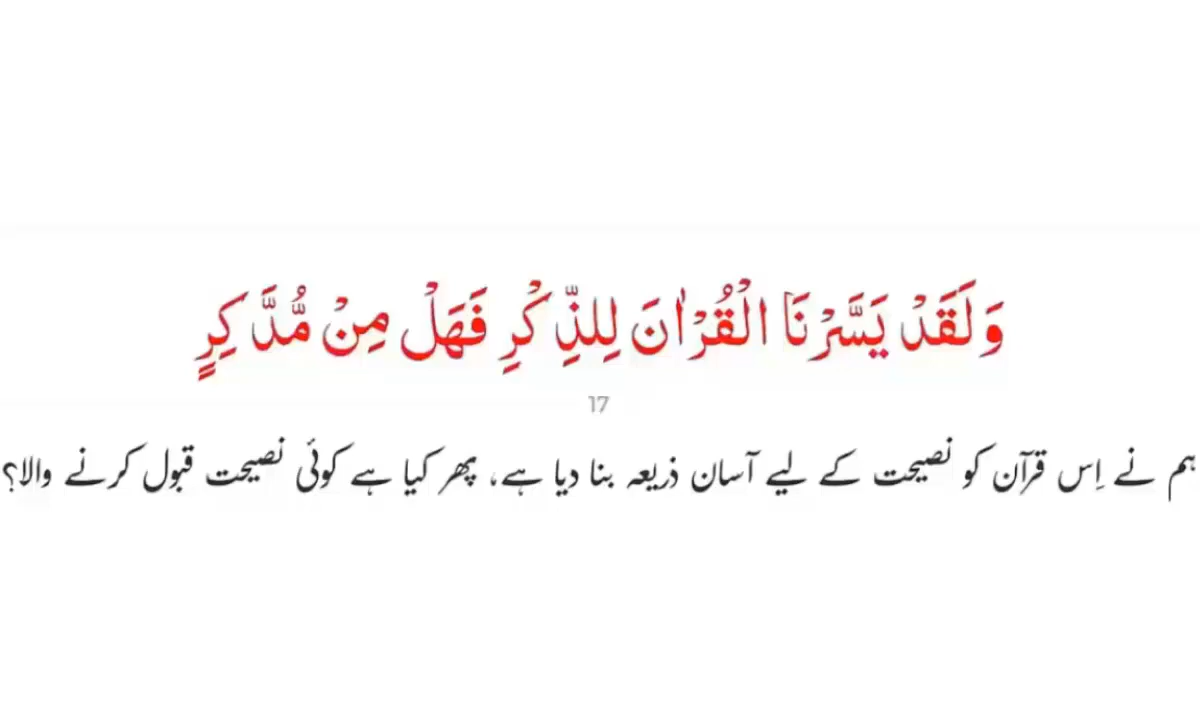 وَلَقَدْ يَسَّرْنَا الْقُرْاٰنَ لِلذِّكْرِ فَهَلْ مِنْ مُّدَّكِرٍ
17
ہم نے اِس قرآن کو نصیحت کے لیے آسان ذریعہ بنا دیا ہے، پھر کیا ہے کوئی نصیحت قبول کرنے والا؟